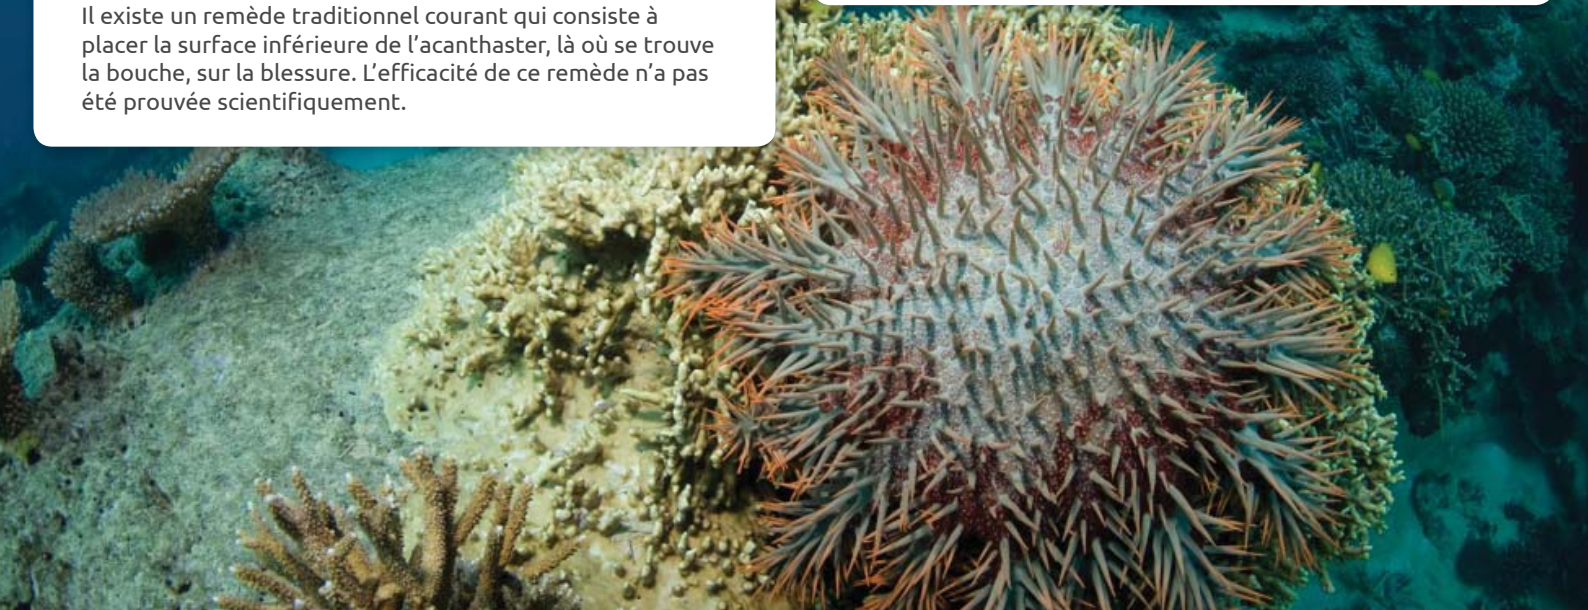 Il existe un remède traditionnel courant qui consiste à
placer la surface inférieure de l’acanthaster, là où se trouve
la bouche, sur la blessure. L’efficacité de ce remède n’a pas
été prouvée scientifiquement.